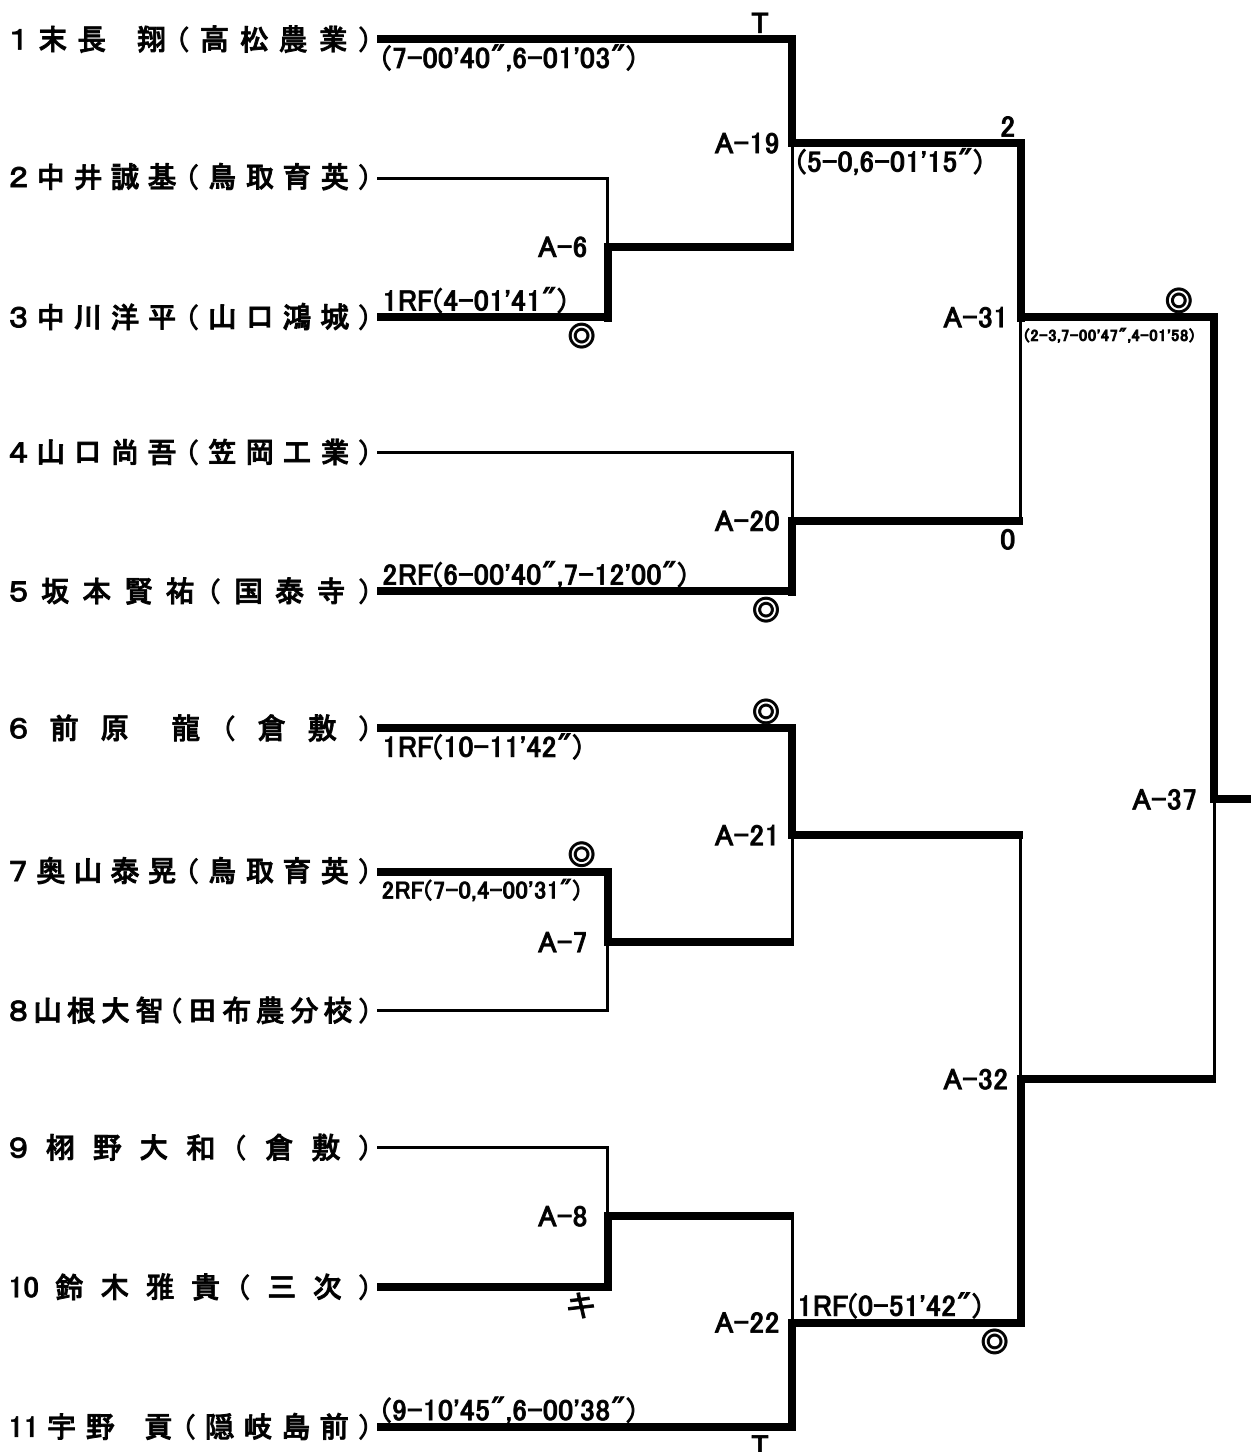 T
1 末長 翔(高松農業)
(7-00'40″,6-01'03″)
2
A-19
(5-0,6-01'15″)
2 中井誠基(鳥取育英)
A-6
1RF(4-01'41″)
◎
3 中川洋平(山口鴻城)
◎
A-31
(2-3,7-00'47″,4-01'58)
4 山口尚吾(笠岡工業)
A-20
0
2RF(6-00'40″,7-12'00″)
5 坂本賢祐(国泰寺)
◎
◎
6 前原 龍(倉敷)
1RF(10-11'42″)
A-37
A-21
◎
7 奥山泰晃(鳥取育英)
2RF(7-0,4-00'31″)
A-7
8 山根大智(田布農分校)
A-32
9 栩野大和(倉敷)
A-8
10 鈴木雅貴(三次)
キ
1RF(0-51'42″)
A-22
◎
(9-10'45″,6-00'38″)
11 宇野 貢(隠岐島前)
T